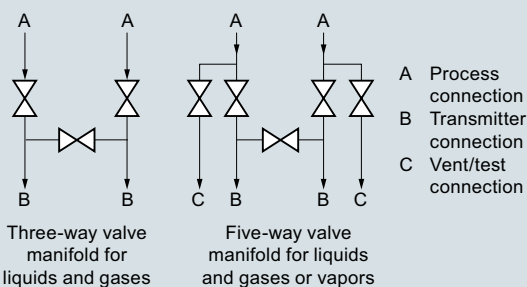 A A A A
B B C B B C
Three-way valve
manifold for
liquids and gases
Five-way valve
manifold for liquids
and gases or vapors
A Process
connection
B Transmitter
connection
C Vent/test
connection